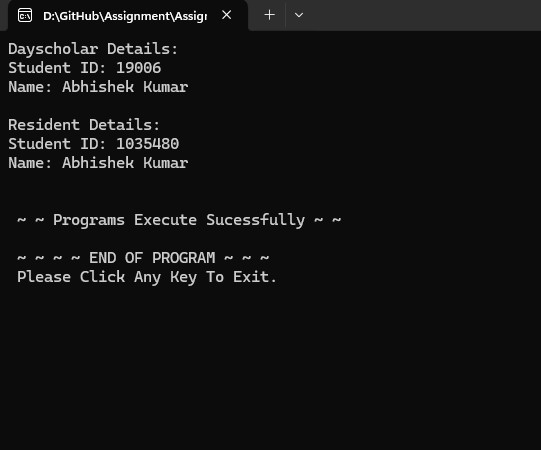 D:\GitHub\Assignment\Assigr
Dayscholar Details:
Student ID: 19006
Name: Abhishek Kumar
Resident Details:
Student ID: 1035480
Name: Abhishek Kumar
~ ~ Programs Execute Sucessfully ~ ~
~ ~ ~ ~ END OF PROGRAM ~ ~ ~
Please Click Any Key To Exit.